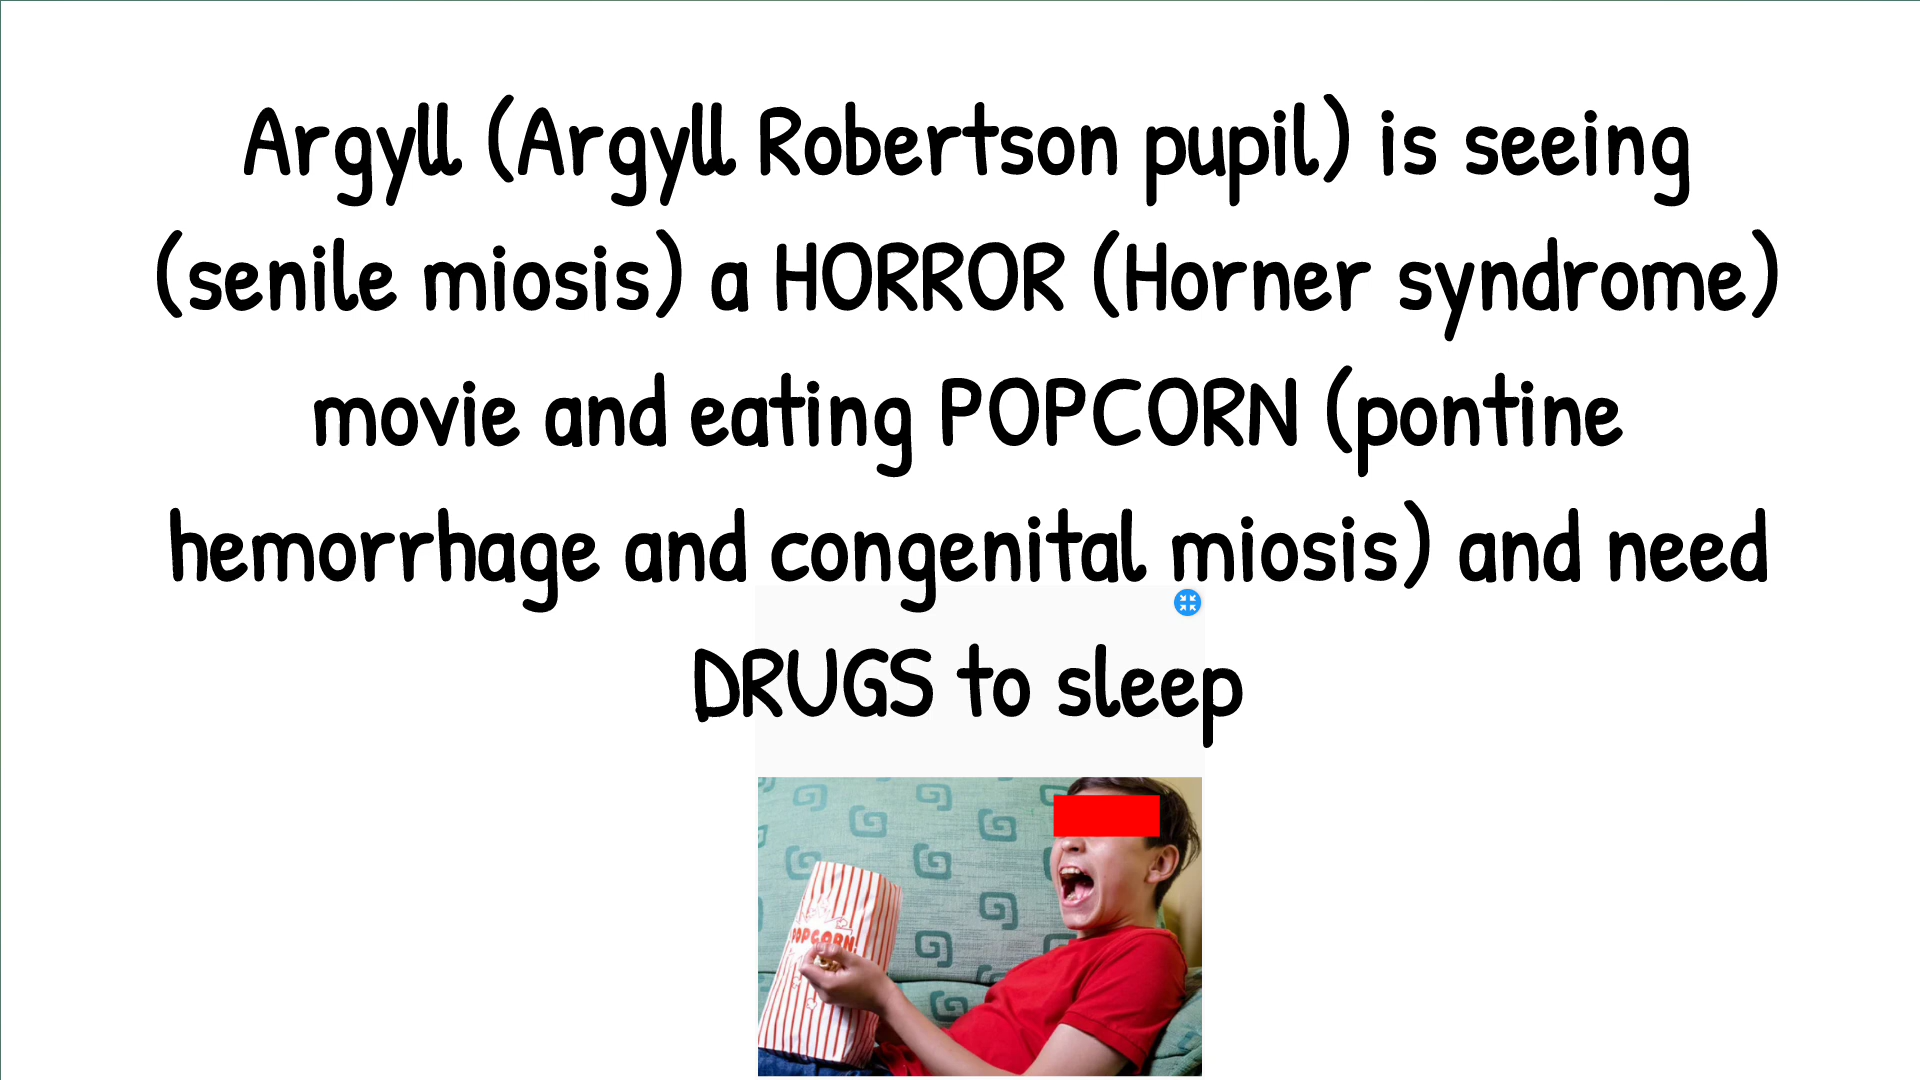 Argyll (Argyll Robertson pupil) is seeing
(senile miosis) a HORROR (Horner syndrome)
movie and eating POPCORN (pontine
hemorrhage and congenital miosis) and need
DRUGS to sleep
POPCORN!